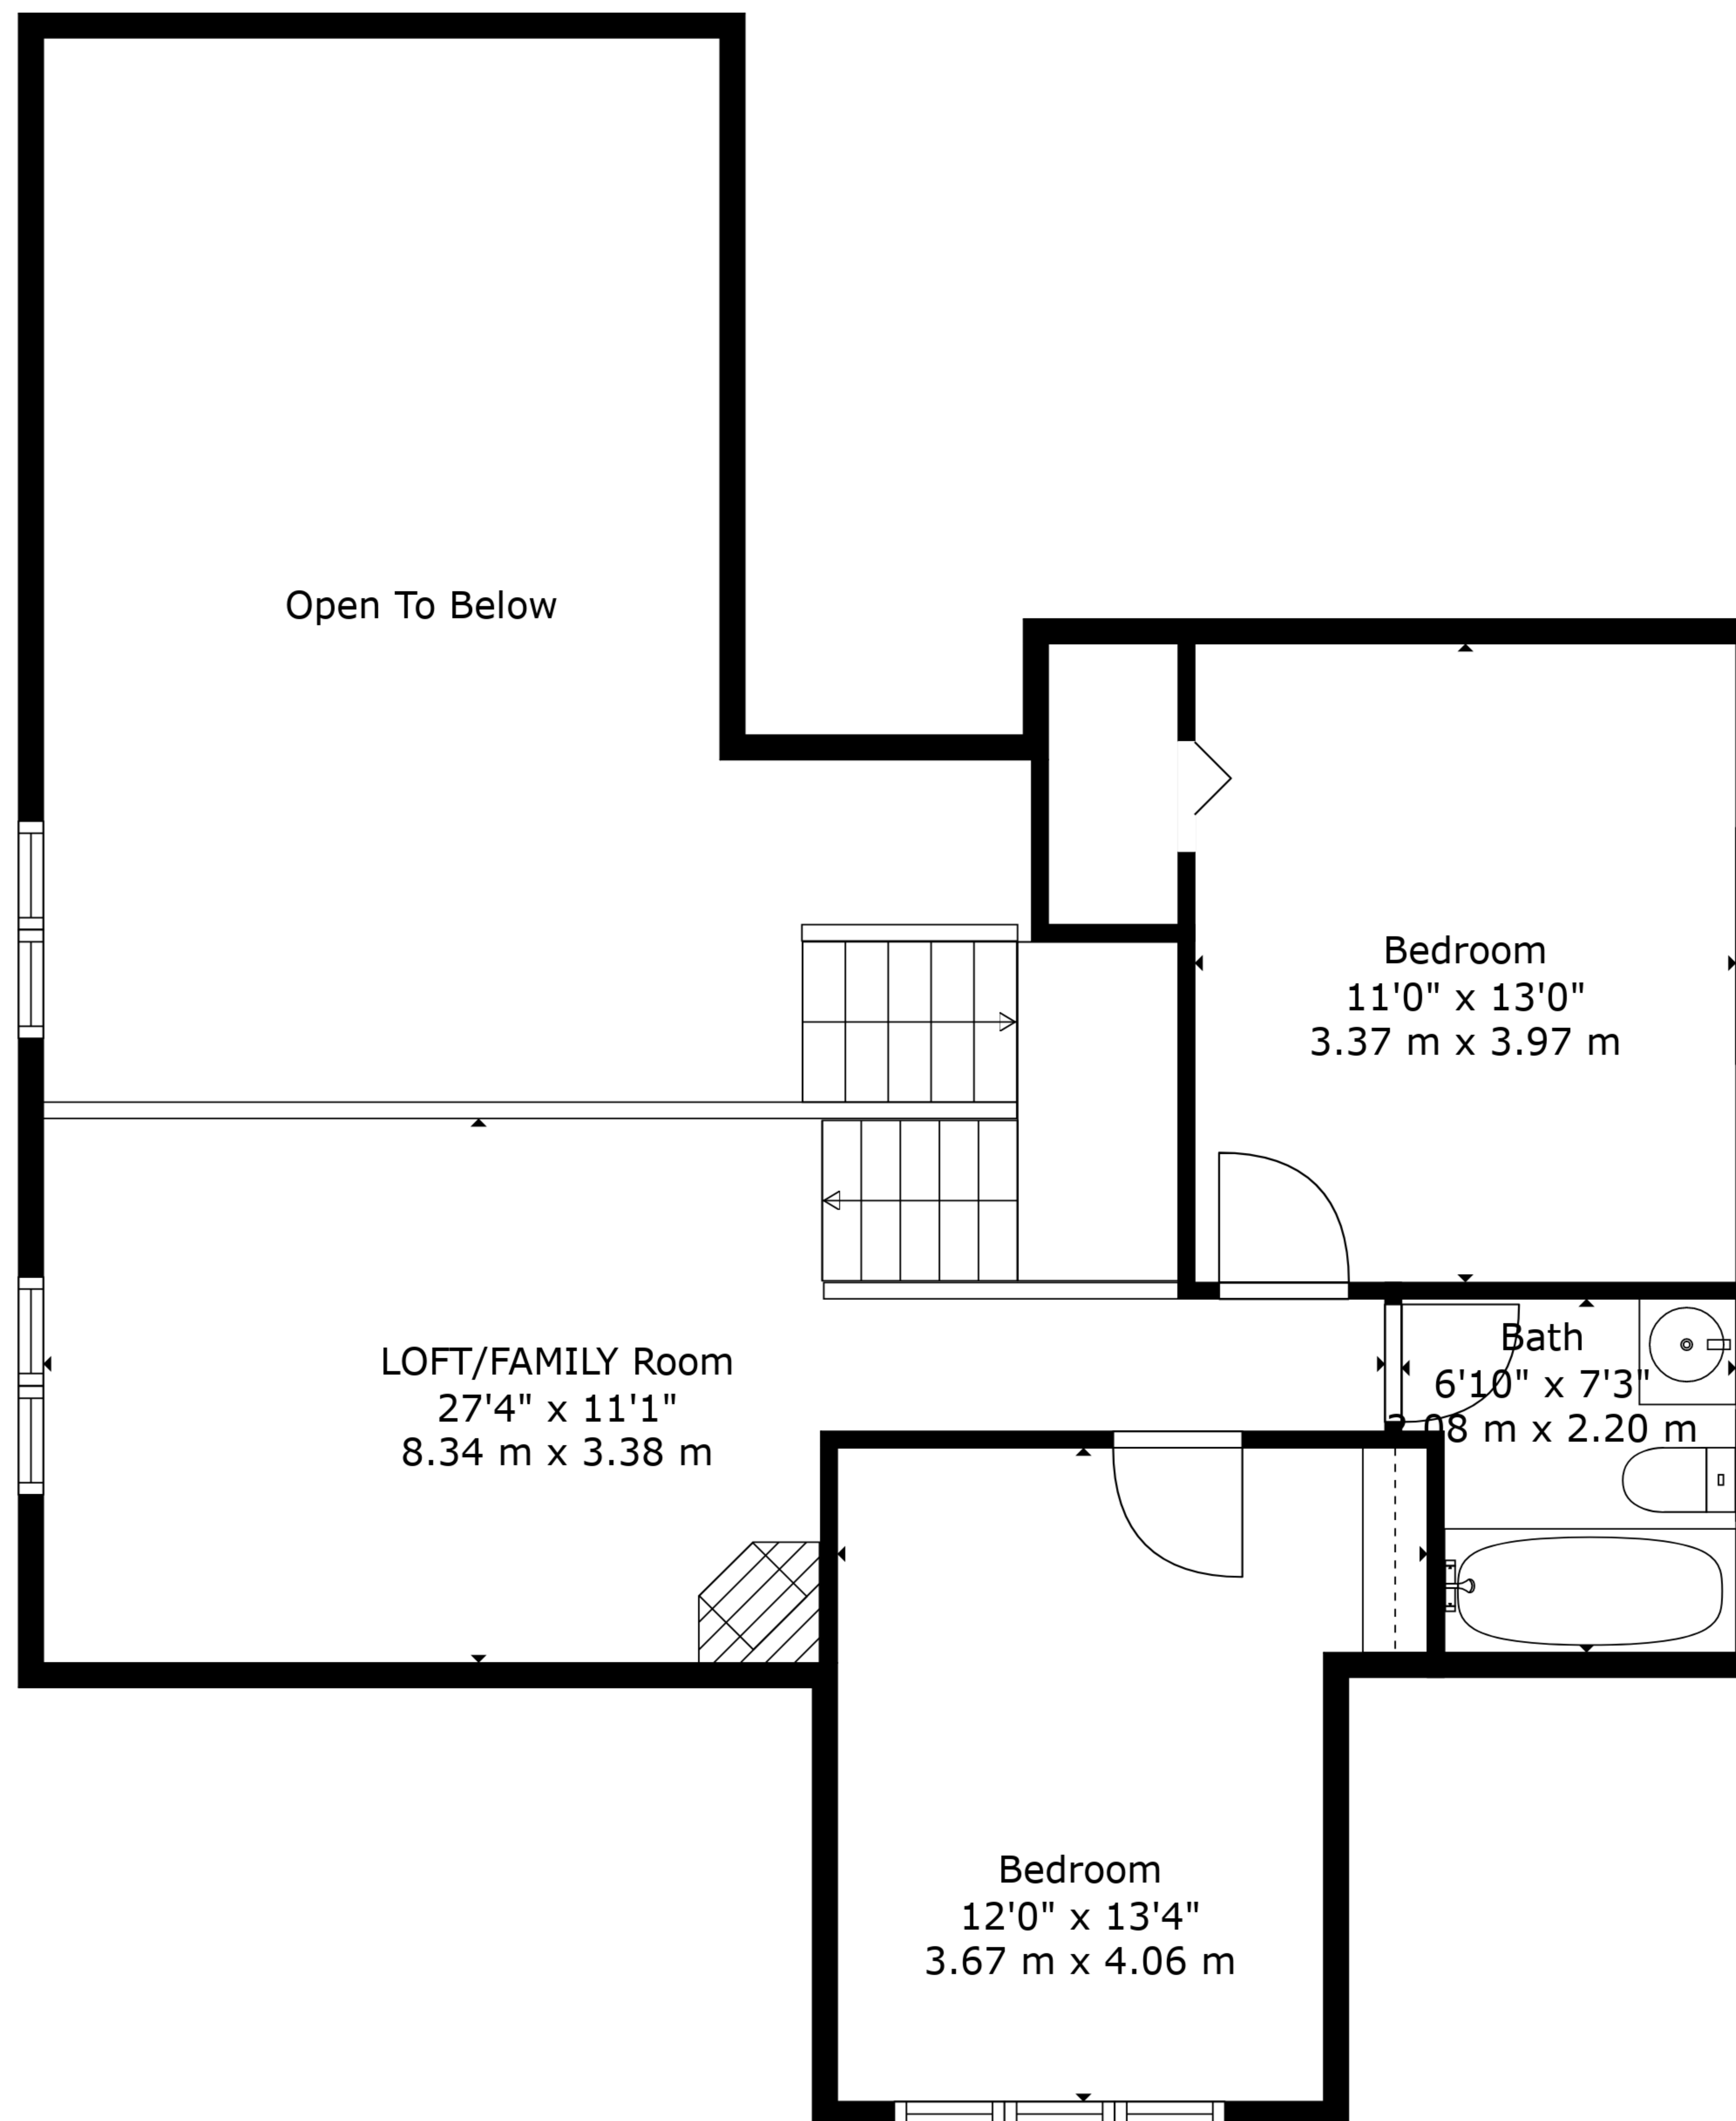 Open To Below
Bedroom
11'0" x 13'0"
3.37 m x 3.97 m
LOFT/FAMILY Room
27'4" x 11'1"
8.34 m x 3.38 m
Bath
6'10" x 7'3"
2.08 m x 2.20 m
Bedroom
12'0" x 13'4"
3.67 m x 4.06 m